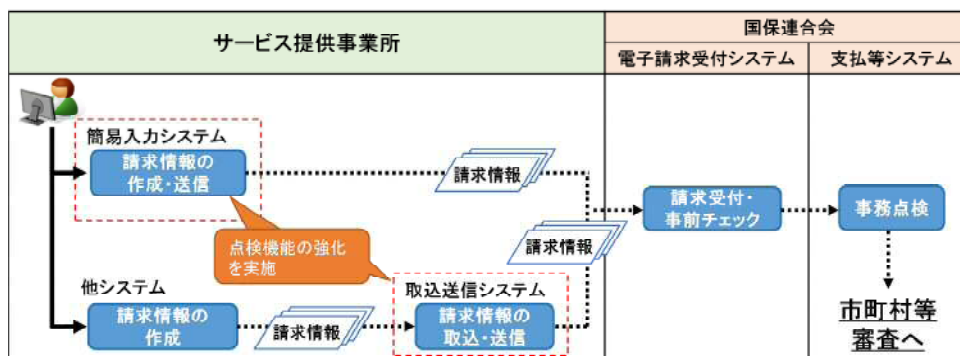 サービス提供事業所
国保連合会
電子請求受付システム
支払等システム
簡易入力システム
請求情報の
作成・送信
請求情報
請求受付・
事前チェック
事務点検
点検機能の強化
を実施
請求情報
他システム
請求情報の
作成
請求情報
取込送信システム
請求情報の
取込・送信
市町村等
審査へ